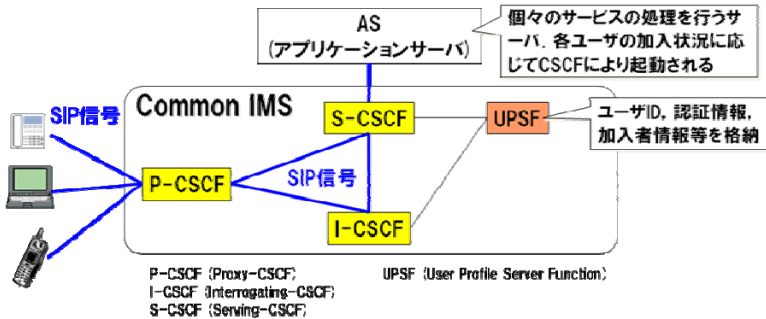 AS
(アプリケーションサーバ)
個々のサービスの処理を行うサ
ーバ．各ユーザの加入状況に応
じてCSCFにより起動される
Common IMS
SIP信号
S-CSCF
UPSF
ユーザID，認証情報，
加入者情報等を格納
P-CSCF
SIP信号
I-CSCF
P-CSCF (Proxy-CSCF)
UPSF (User Profile Server Function)
I-CSCF (Interrogating-CSCF)
S-CSCF (Serving-CSCF)